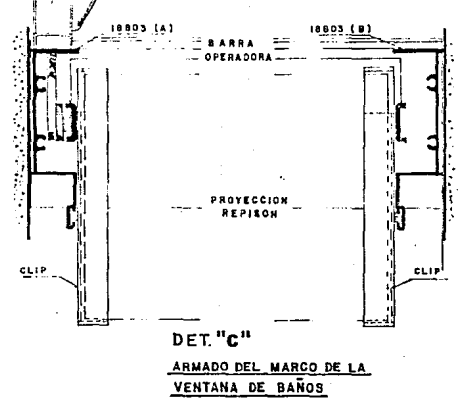 18803 (A)
18803 (B)
BARRA
OPERADORA
PROYECCION
REPISON
CLIP
CLIP
DET. "C"
ARMADO DEL MARCO DE LA
VENTANA DE BAÑOS